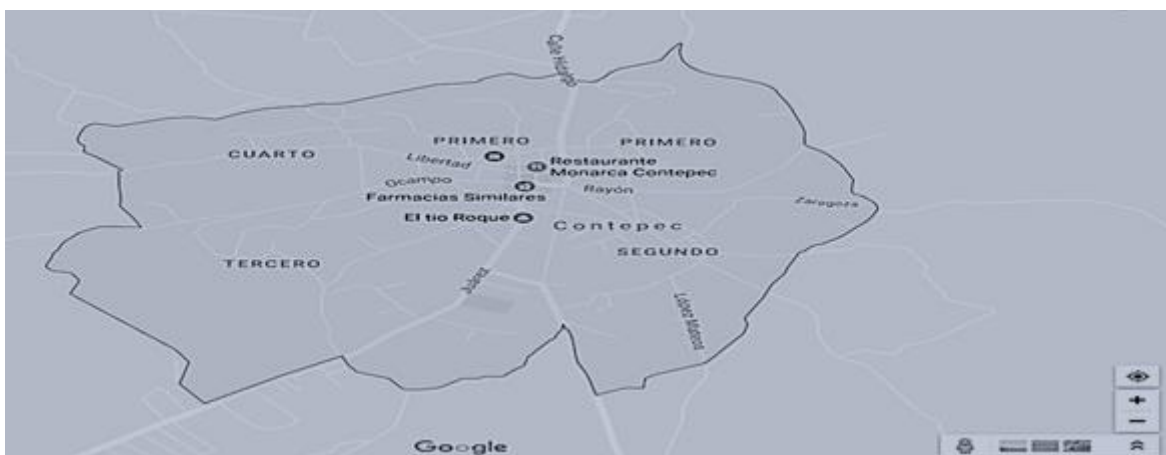 Calle Hidalgo
PRIMERO
PRIMERO
CUARTO
Libertad
Restaurante
Monarca Contepec
Ocampo
Rayón
Farmacias Similares
Zaragoza
El tio Roque
Contepec
SEGUNDO
TERCERO
Juárez
López Mateos
Google